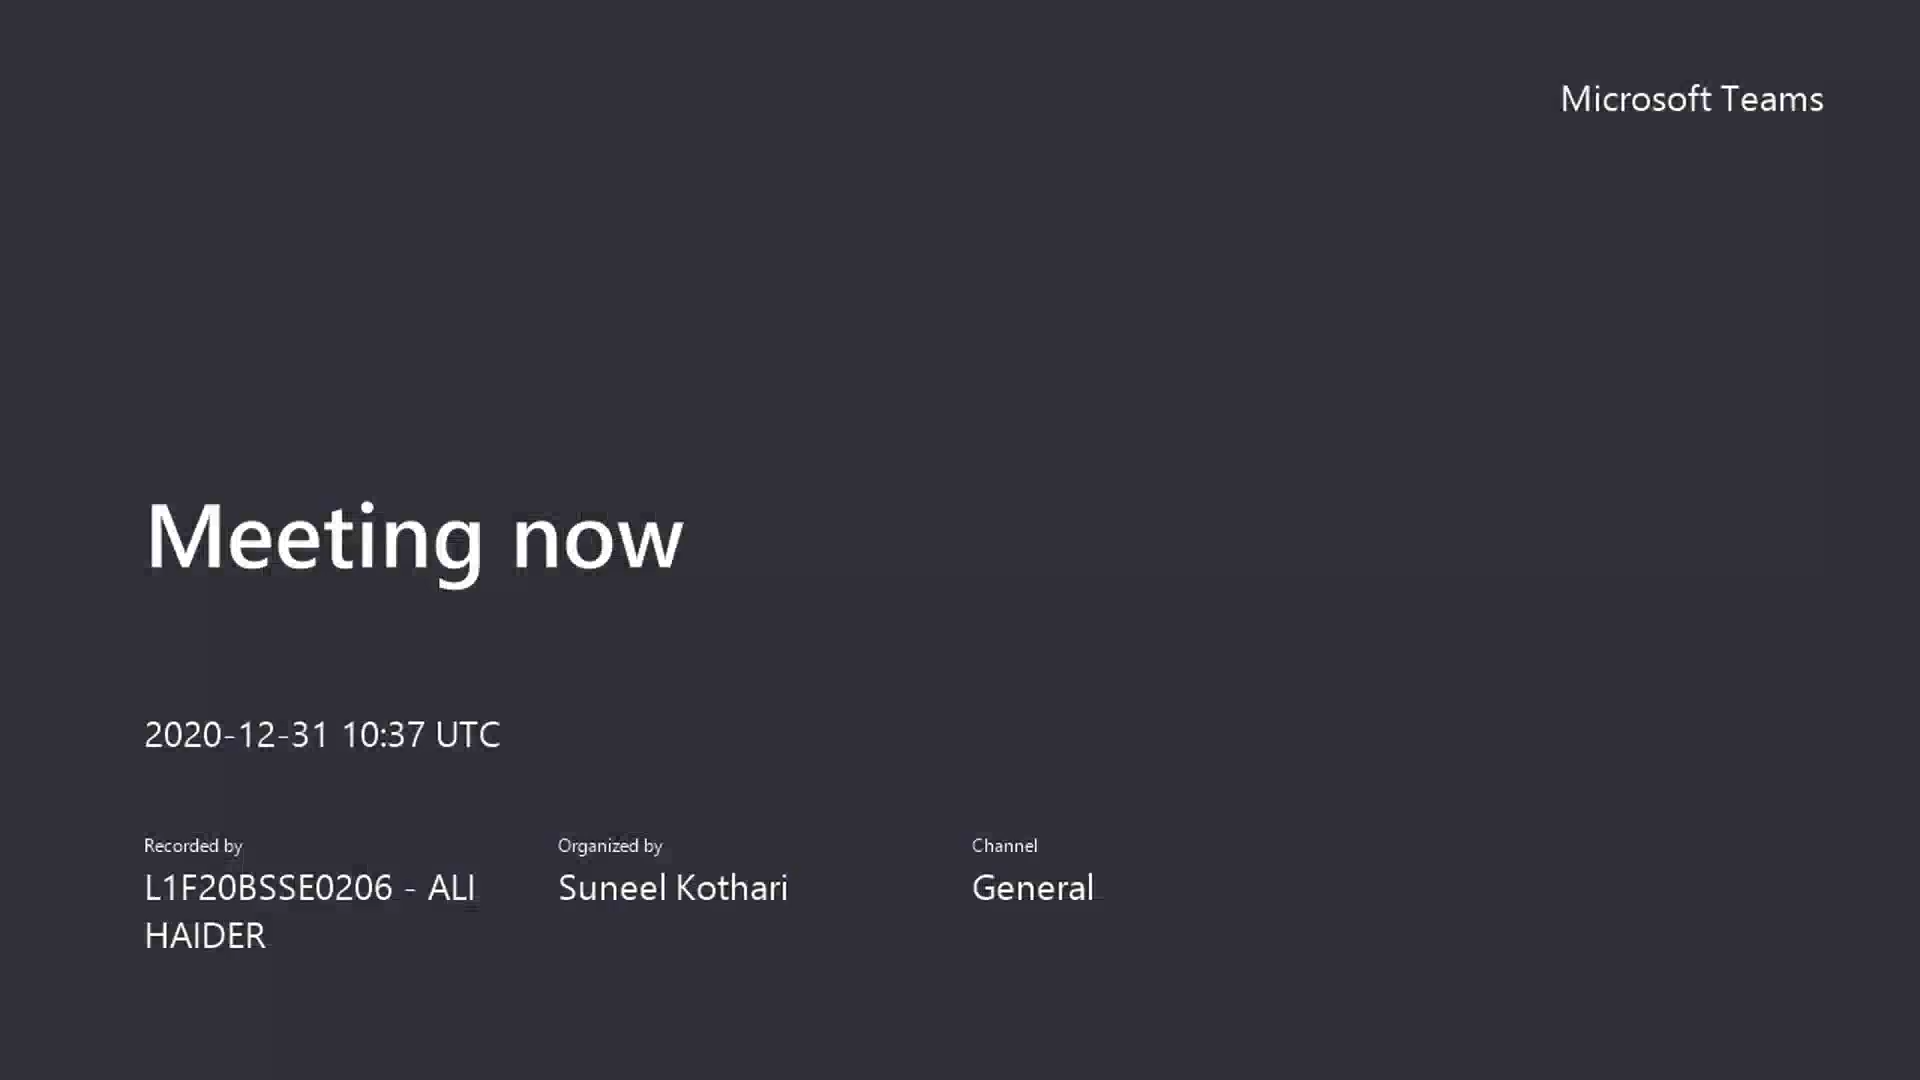 Microsoft Teams
Meeting now
2020-12-31 10:37 UTC
Recorded by
L1F20BSSE0206 - ALI
HAIDER
Organized by
Suneel Kothari
Channel
General